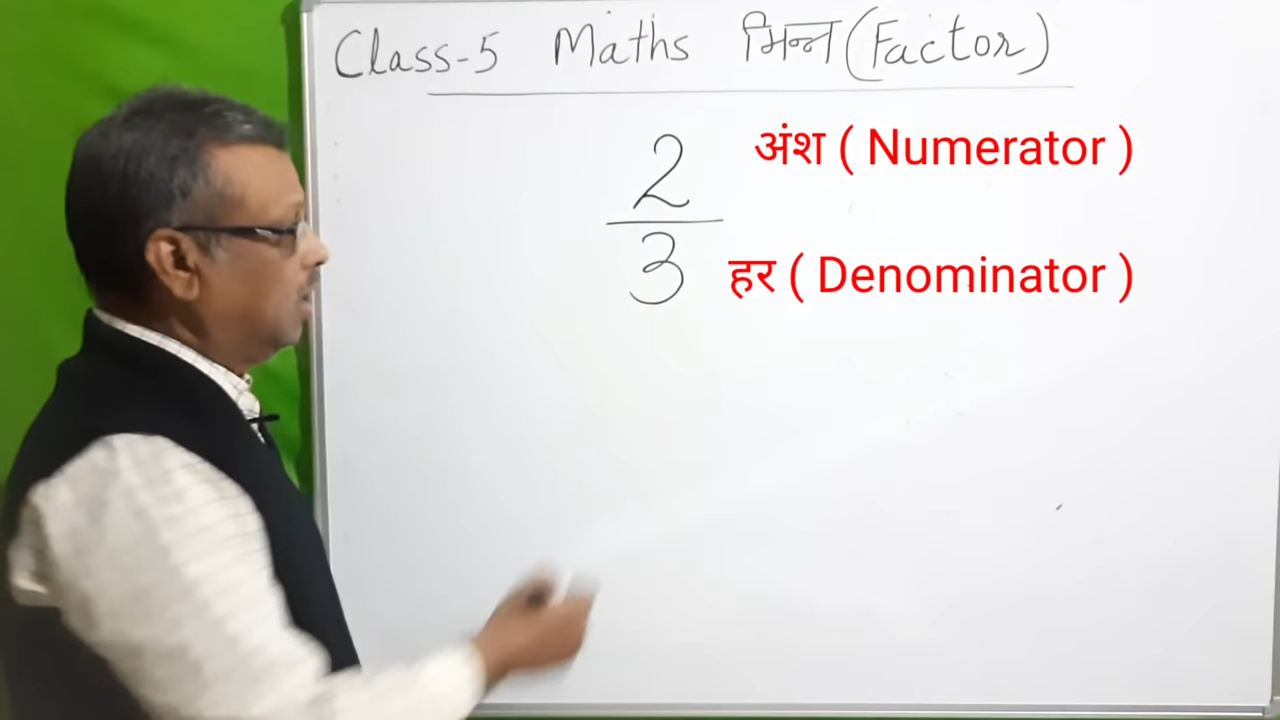 Class-5 Maths भिन्न (Factor)
2 अंश ( Numerator )
3 हर ( Denominator )